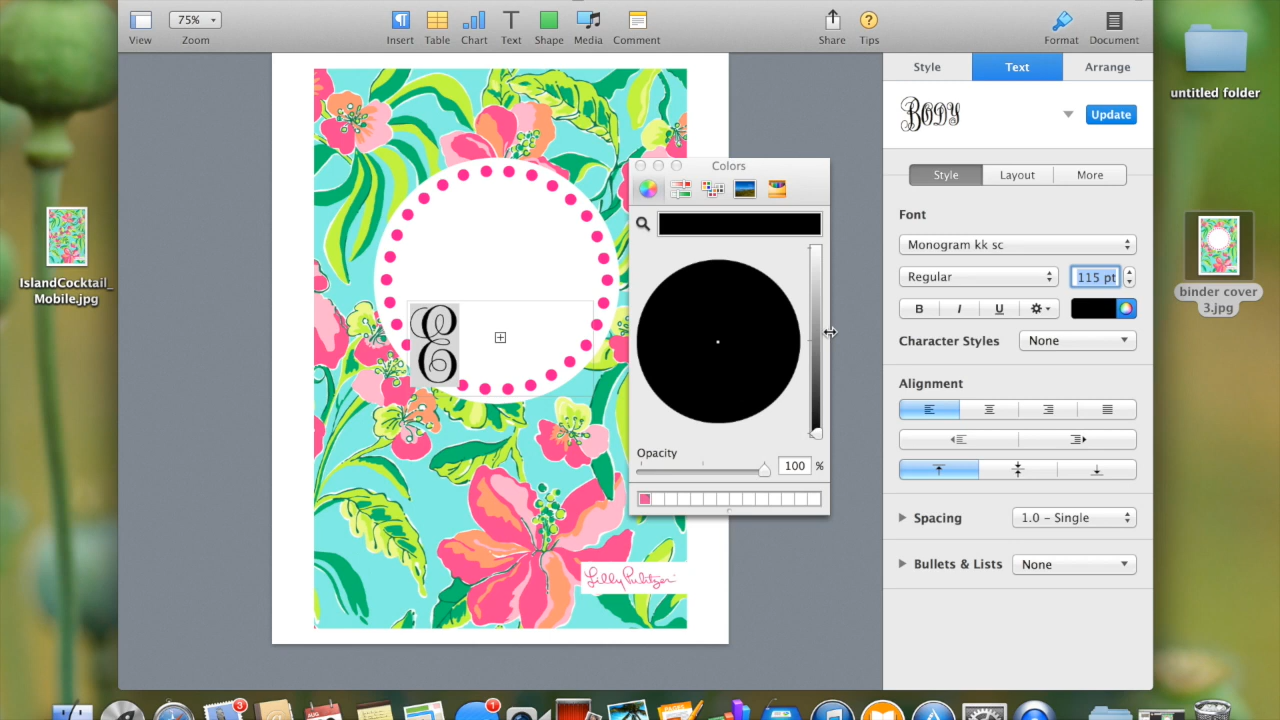 75%
View
Zoom
Insert
Table
Chart
Text
Shape
Media
Comment
Share
Tips
Format
Document
Style
Text
Arrange
BODY
Update
Style
Layout
More
Font
Monogram kk sc
Regular
115 pt
B
I
U
Character Styles
None
Alignment
Spacing
1.0 – Single
Bullets & Lists
None
Colors
Opacity
100
%
E
Lilly Pulitzer
IslandCocktail_
Mobile.jpg
untitled folder
binder cover
3.jpg
3
1